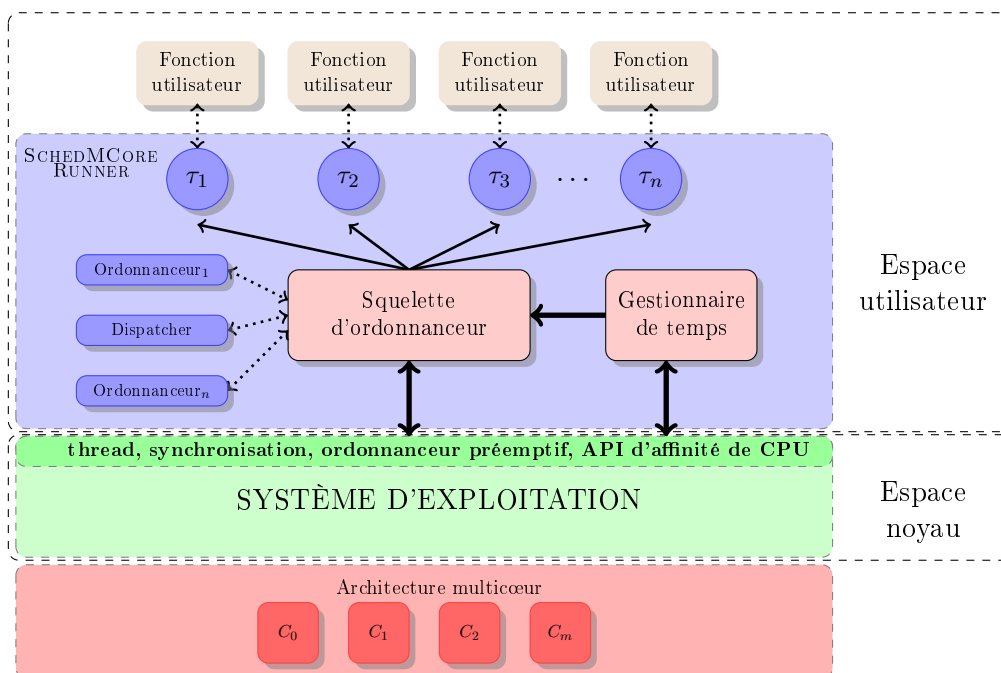 Fonction
utilisateur
Fonction
utilisateur
Fonction
utilisateur
Fonction
utilisateur
SCHEDMCORE
RUNNER
τ1
τ2
τ3
...
τn
Ordonnanceur1
Dispatcher
Ordonnanceurn
Squelette
d'ordonnanceur
Gestionnaire
de temps
Espace
utilisateur
thread, synchronisation, ordonnanceur préemptif, API d'affinité de CPU
SYSTÈME D'EXPLOITATION
Espace
noyau
Architecture multicœur
C0
C1
C2
Cm